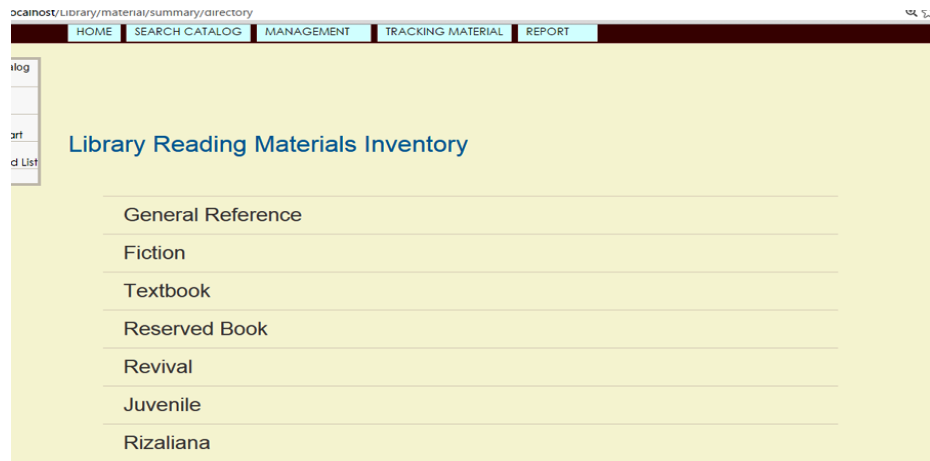 ocalhost/Library/material/summary/directory
HOME SEARCH CATALOG MANAGEMENT TRACKING MATERIAL REPORT
alog
art
d List
Library Reading Materials Inventory
General Reference
Fiction
Textbook
Reserved Book
Revival
Juvenile
Rizaliana